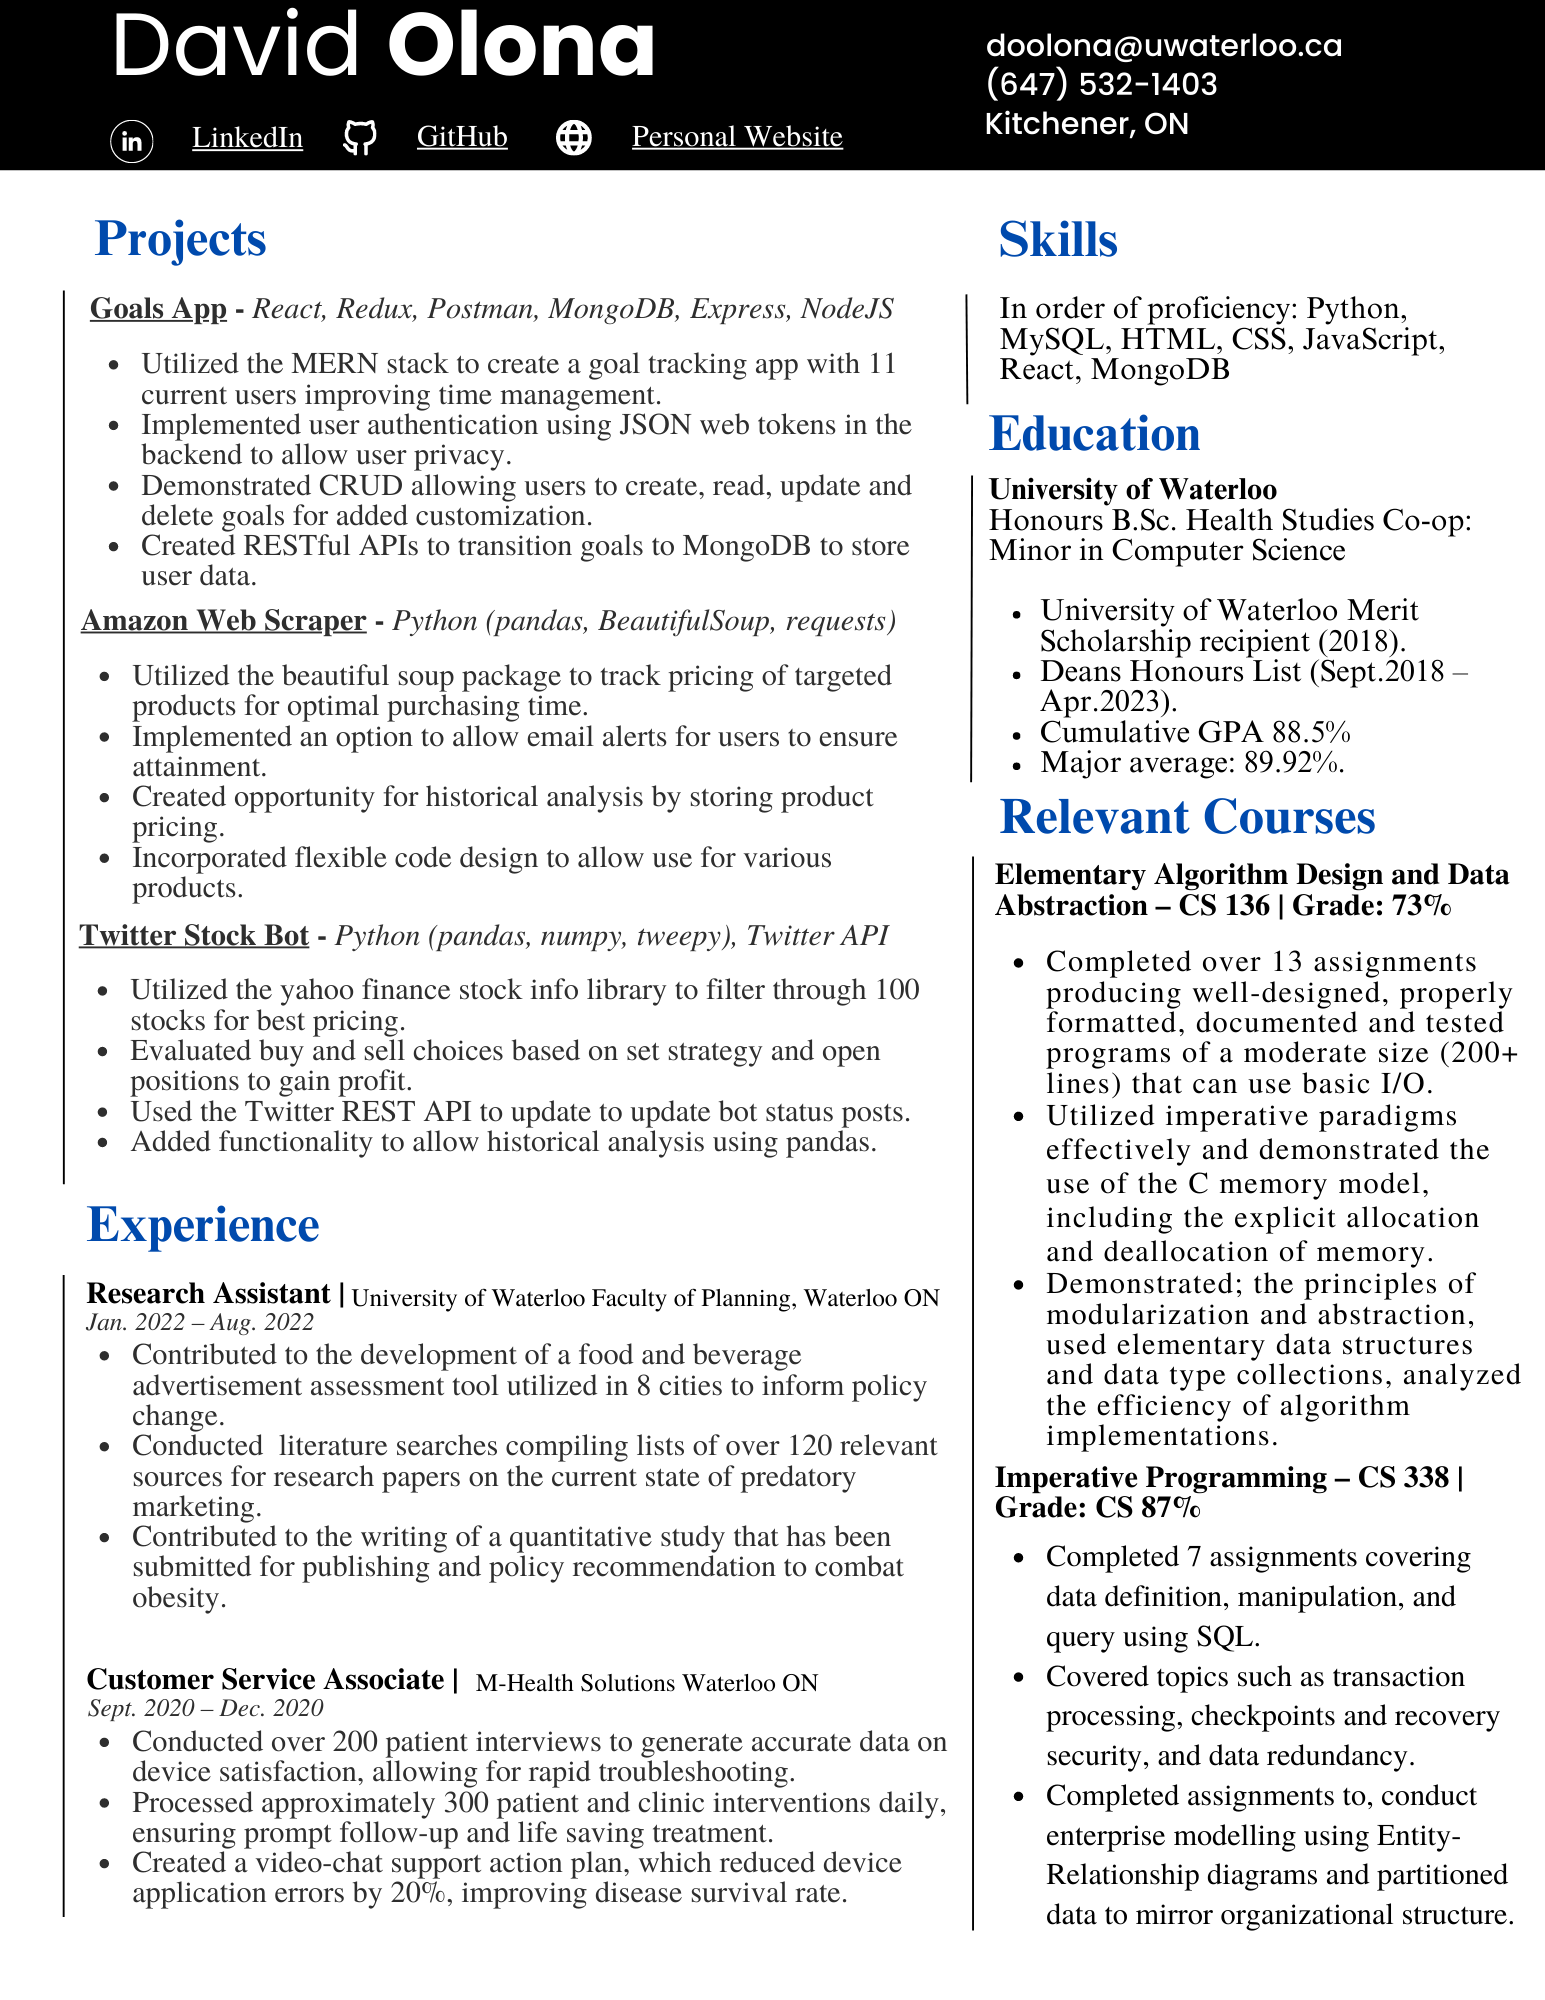 David Olona
doolona@uwaterloo.ca
(647) 532-1403
Kitchener, ON
LinkedIn
GitHub
Personal Website
Projects
Goals App - React, Redux, Postman, MongoDB, Express, NodeJS
• Utilized the MERN stack to create a goal tracking app with 11
current users improving time management.
• Implemented user authentication using JSON web tokens in the
backend to allow user privacy.
• Demonstrated CRUD allowing users to create, read, update and
delete goals for added customization.
• Created RESTful APIs to transition goals to MongoDB to store
user data.
Amazon Web Scraper - Python (pandas, BeautifulSoup, requests)
• Utilized the beautiful soup package to track pricing of targeted
products for optimal purchasing time.
• Implemented an option to allow email alerts for users to ensure
attainment.
• Created opportunity for historical analysis by storing product
pricing.
• Incorporated flexible code design to allow use for various
products.
Twitter Stock Bot - Python (pandas, numpy, tweepy), Twitter API
• Utilized the yahoo finance stock info library to filter through 100
stocks for best pricing.
• Evaluated buy and sell choices based on set strategy and open
positions to gain profit.
• Used the Twitter REST API to update to update bot status posts.
• Added functionality to allow historical analysis using pandas.
Experience
Research Assistant | University of Waterloo Faculty of Planning, Waterloo ON
Jan. 2022 – Aug. 2022
• Contributed to the development of a food and beverage
advertisement assessment tool utilized in 8 cities to inform policy
change.
• Conducted  literature searches compiling lists of over 120 relevant
sources for research papers on the current state of predatory
marketing.
• Contributed to the writing of a quantitative study that has been
submitted for publishing and policy recommendation to combat
obesity.
Customer Service Associate | M-Health Solutions Waterloo ON
Sept. 2020 – Dec. 2020
• Conducted over 200 patient interviews to generate accurate data on
device satisfaction, allowing for rapid troubleshooting.
• Processed approximately 300 patient and clinic interventions daily,
ensuring prompt follow-up and life saving treatment.
• Created a video-chat support action plan, which reduced device
application errors by 20%, improving disease survival rate.
Skills
In order of proficiency: Python,
MySQL, HTML, CSS, JavaScript,
React, MongoDB
Education
University of Waterloo
Honours B.Sc. Health Studies Co-op:
Minor in Computer Science
• University of Waterloo Merit
Scholarship recipient (2018).
• Deans Honours List (Sept.2018 –
Apr.2023).
• Cumulative GPA 88.5%
• Major average: 89.92%.
Relevant Courses
Elementary Algorithm Design and Data
Abstraction – CS 136 | Grade: 73%
• Completed over 13 assignments
producing well-designed, properly
formatted, documented and tested
programs of a moderate size (200+
lines) that can use basic I/O.
• Utilized imperative paradigms
effectively and demonstrated the
use of the C memory model,
including the explicit allocation
and deallocation of memory.
• Demonstrated; the principles of
modularization and abstraction,
used elementary data structures
and data type collections, analyzed
the efficiency of algorithm
implementations.
Imperative Programming – CS 338 |
Grade: CS 87%
• Completed 7 assignments covering
data definition, manipulation, and
query using SQL.
• Covered topics such as transaction
processing, checkpoints and recovery
security, and data redundancy.
• Completed assignments to, conduct
enterprise modelling using Entity-
Relationship diagrams and partitioned
data to mirror organizational structure.